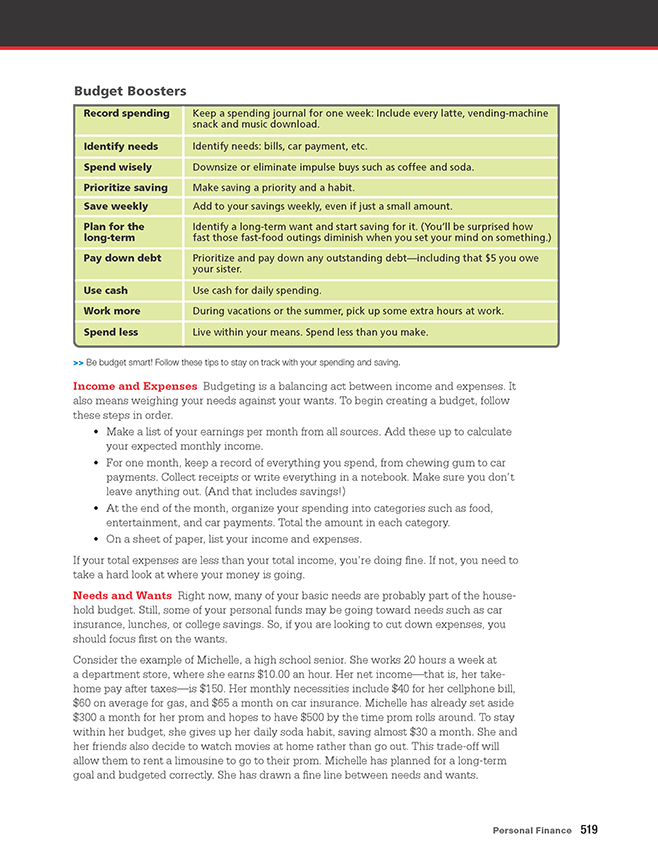 Budget Boosters
Record spending Keep a spending journal for one week: Include every latte, vending-machine
snack and music download.
Identify needs Identify needs: bills, car payment, etc.
Spend wisely Downsize or eliminate impulse buys such as coffee and soda.
Prioritize saving Make saving a priority and a habit.
Save weekly Add to your savings weekly, even if just a small amount.
Plan for the Identify a long-term want and start saving for it. (You’ll be surprised how
long-term fast those fast-food outings diminish when you set your mind on something.)
Pay down debt Prioritize and pay down any outstanding debt—including that $5 you owe
your sister.
Use cash Use cash for daily spending.
Work more During vacations or the summer, pick up some extra hours at work.
Spend less Live within your means. Spend less than you make.
>> Be budget smart! Follow these tips to stay on track with your spending and saving.
Income and Expenses Budgeting is a balancing act between income and expenses. It
also means weighing your needs against your wants. To begin creating a budget, follow
these steps in order.
• Make a list of your earnings per month from all sources. Add these up to calculate
your expected monthly income.
• For one month, keep a record of everything you spend, from chewing gum to car
payments. Collect receipts or write everything in a notebook. Make sure you don’t
leave anything out. (And that includes savings!)
• At the end of the month, organize your spending into categories such as food,
entertainment, and car payments. Total the amount in each category.
• On a sheet of paper, list your income and expenses.
If your total expenses are less than your total income, you’re doing fine. If not, you need to
take a hard look at where your money is going.
Needs and Wants Right now, many of your basic needs are probably part of the house-
hold budget. Still, some of your personal funds may be going toward needs such as car
insurance, lunches, or college savings. So, if you are looking to cut down expenses, you
should focus first on the wants.
Consider the example of Michelle, a high school senior. She works 20 hours a week at
a department store, where she earns $10.00 an hour. Her net income—that is, her take-
home pay after taxes—is $150. Her monthly necessities include $40 for her cellphone bill,
$60 on average for gas, and $65 a month on car insurance. Michelle has already set aside
$300 a month for her prom and hopes to have $500 by the time prom rolls around. To stay
within her budget, she gives up her daily soda habit, saving almost $30 a month. She and
her friends also decide to watch movies at home rather than go out. This trade-off will
allow them to rent a limousine to go to their prom. Michelle has planned for a long-term
goal and budgeted correctly. She has drawn a fine line between needs and wants.
Personal Finance 519